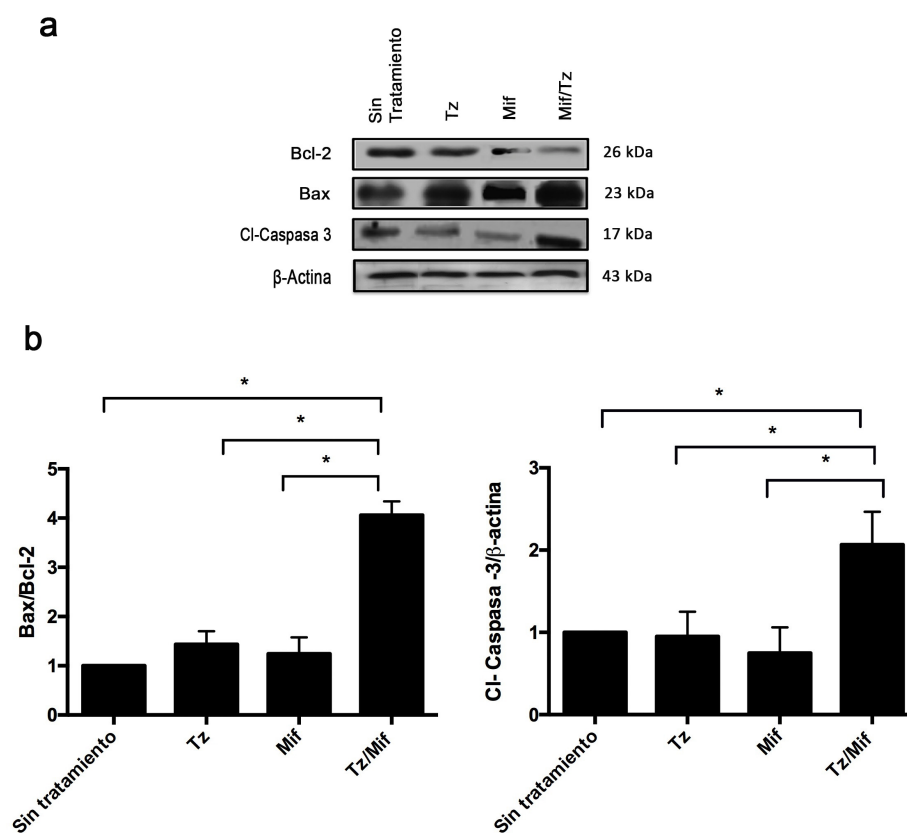 a
Sin
Tratamiento
Tz
Mif
Mif/Tz
Bcl-2
26 kDa
Bax
23 kDa
Cl-Caspasa 3
17 kDa
β-Actina
43 kDa
b
*
*
*
5
4
3
2
1
0
Bax/Bcl-2
Sin tratamiento
Tz
Mif
Tz/Mif
*
*
*
3
2
1
0
Cl- Caspasa -3/β-actina
Sin tratamiento
Tz
Mif
Tz/Mif